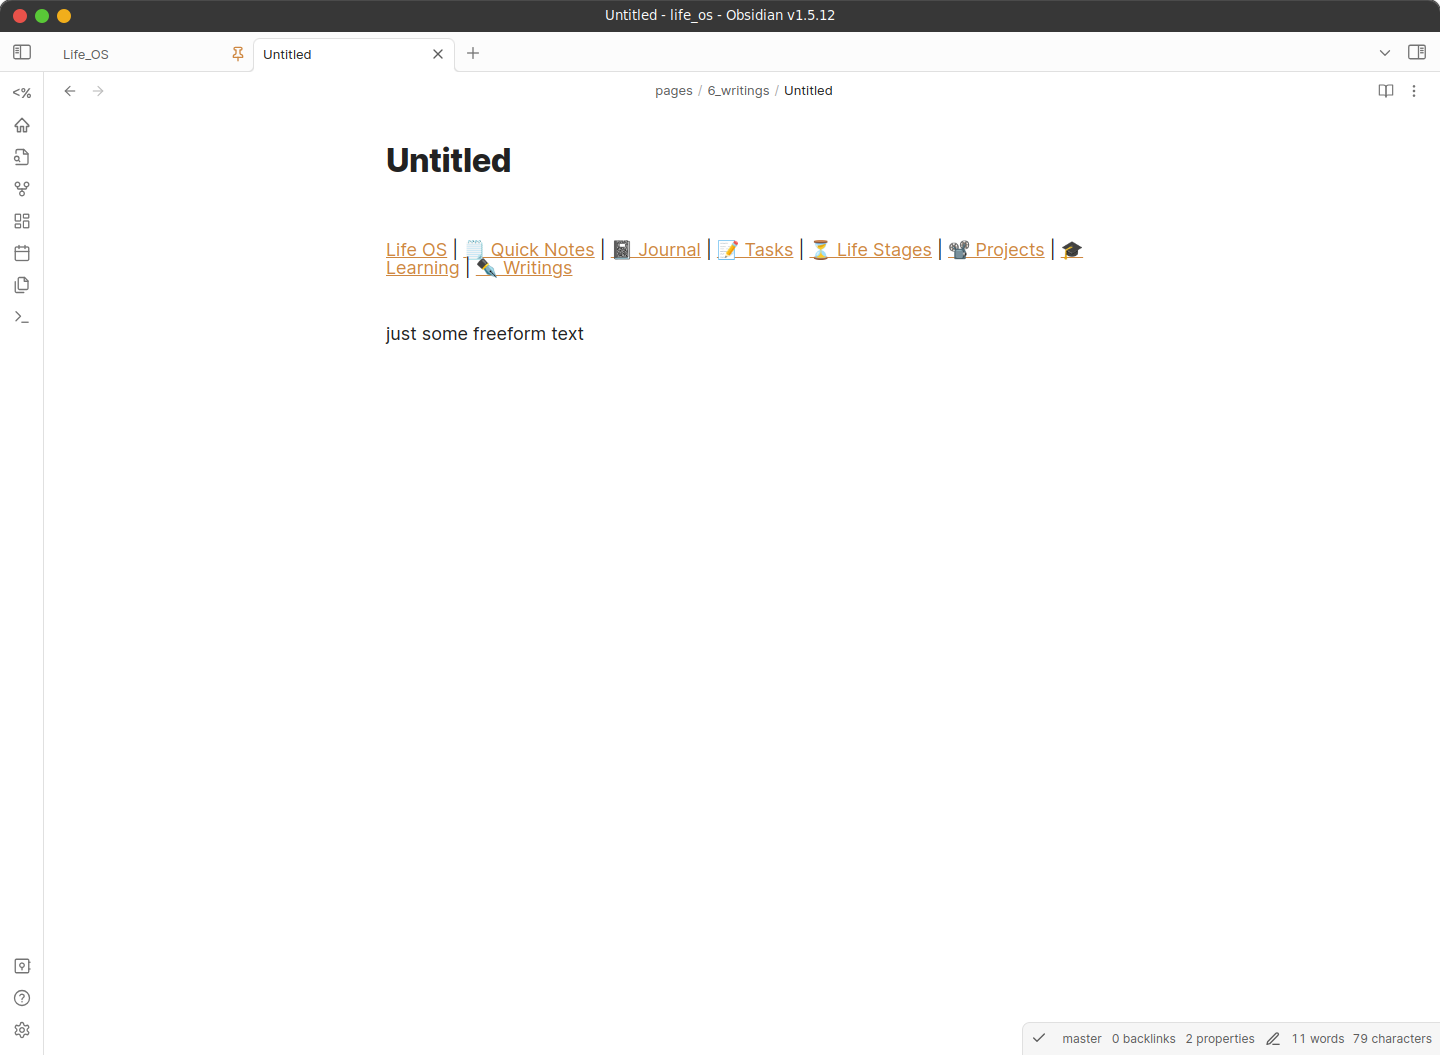 Untitled - life_os - Obsidian v1.5.12
Life_OS
Untitled
<%
pages / 6_writings / Untitled
Untitled
Life OS | 🗒️ Quick Notes | 📓 Journal | 📝 Tasks | ⏳ Life Stages | 📽️ Projects | 🎓
Learning | ✒️ Writings
just some freeform text
master 0 backlinks 2 properties 11 words 79 characters